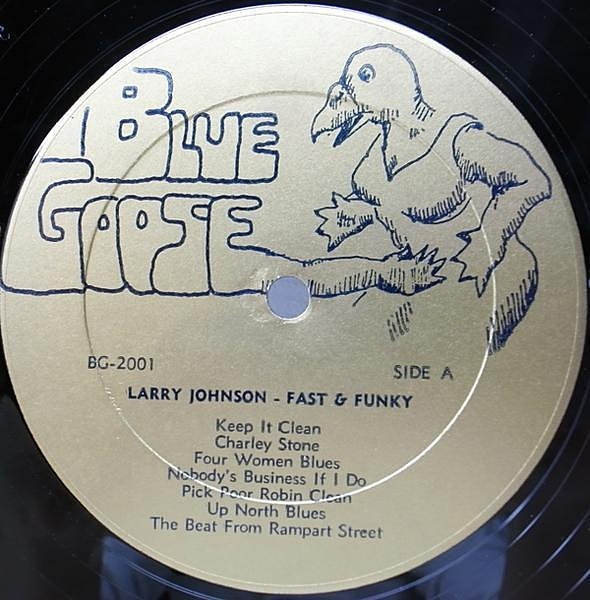 BLUE
GOOSE
BG-2001
SIDE A
LARRY JOHNSON - FAST & FUNKY
Keep It Clean
Charley Stone
Four Women Blues
Nobody's Business If I Do
Pick Poor Robin Clean
Up North Blues
The Beat From Rampart Street